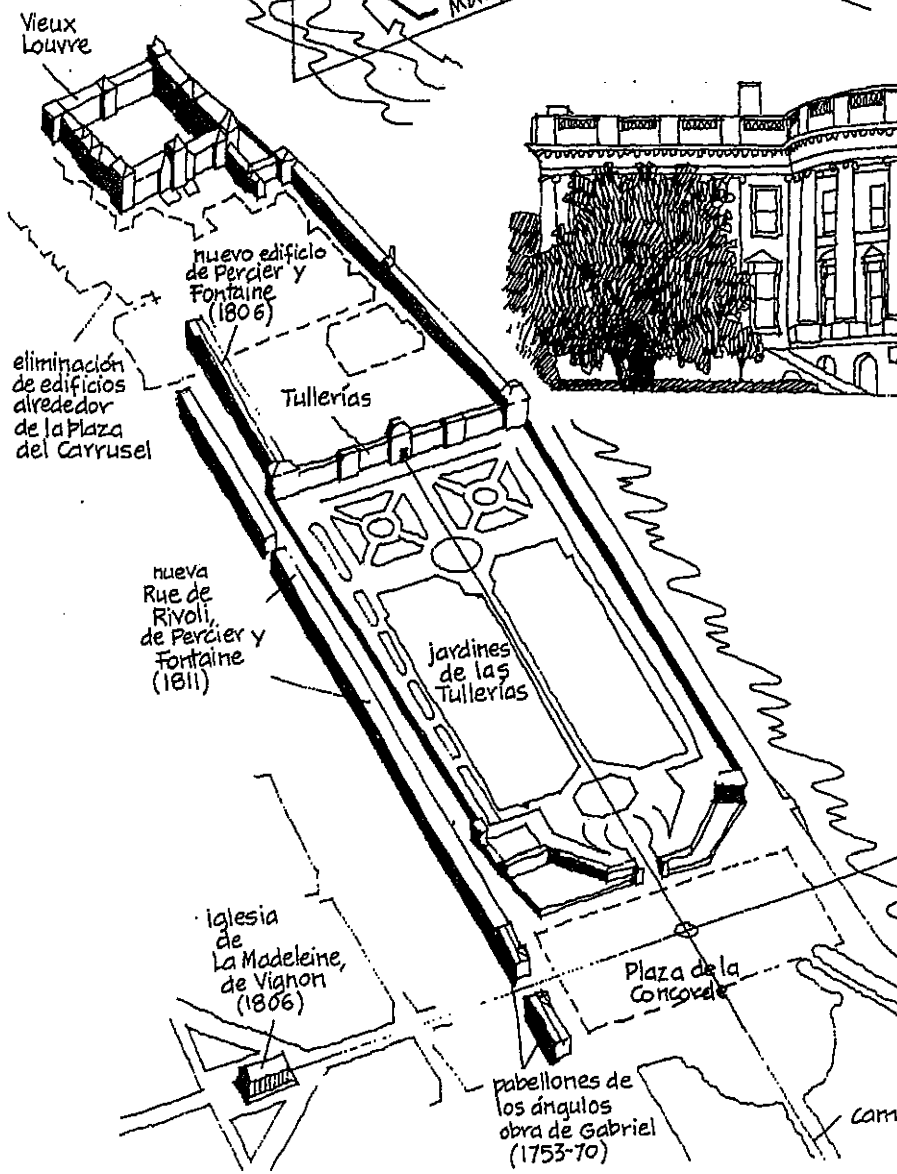 Vieux
Louvre
nuevo edificio
de Percier y
Fontaine
(1806)
eliminación
de edificios
alrededor
de la plaza
del Carrusel
Tullerías
nueva
Rue de
Rivoli,
de Percier y
Fontaine
(1811)
jardines
de las
Tullerías
iglesia
de
La Madeleine,
de Vignon
(1806)
Plaza de la
Concorde
pabellones de
los ángulos
obra de Gabriel
(1753-70)